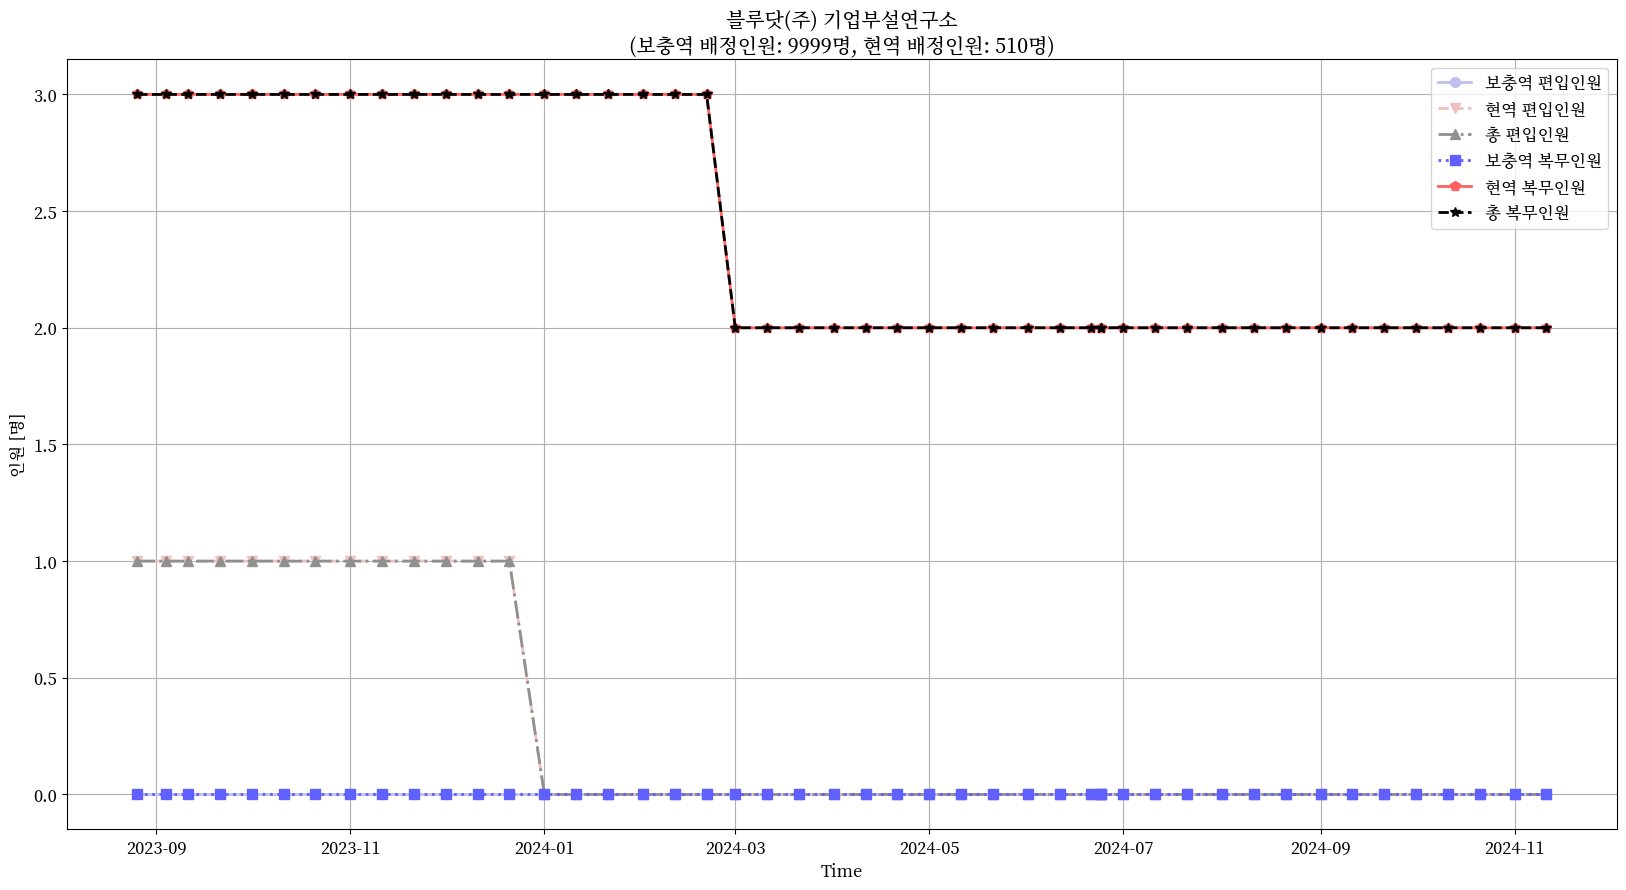 블루닷(주) 기업부설연구소
(보충역 배정인원: 9999명, 현역 배정인원: 510명)
보충역 편입인원
현역 편입인원
총 편입인원
보충역 복무인원
현역 복무인원
총 복무인원
3.0
2.5
2.0
1.5
1.0
0.5
0.0
인원 [명]
2023-09
2023-11
2024-01
2024-03
2024-05
2024-07
2024-09
2024-11
Time